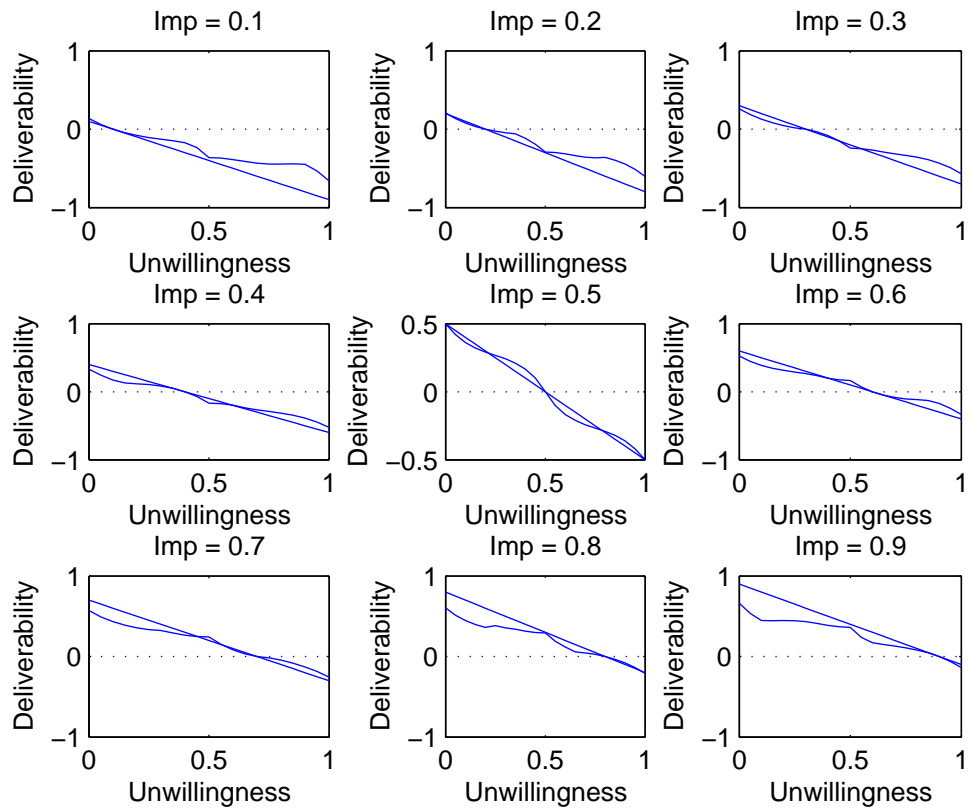 Imp = 0.1
1
0
−1
0
0.5
1
Unwillingness
Deliverability
Imp = 0.2
1
0
−1
0
0.5
1
Unwillingness
Deliverability
Imp = 0.3
1
0
−1
0
0.5
1
Unwillingness
Deliverability
Imp = 0.4
1
0
−1
0
0.5
1
Unwillingness
Deliverability
Imp = 0.5
0.5
0
−0.5
0
0.5
1
Unwillingness
Deliverability
Imp = 0.6
1
0
−1
0
0.5
1
Unwillingness
Deliverability
Imp = 0.7
1
0
−1
0
0.5
1
Unwillingness
Deliverability
Imp = 0.8
1
0
−1
0
0.5
1
Unwillingness
Deliverability
Imp = 0.9
1
0
−1
0
0.5
1
Unwillingness
Deliverability